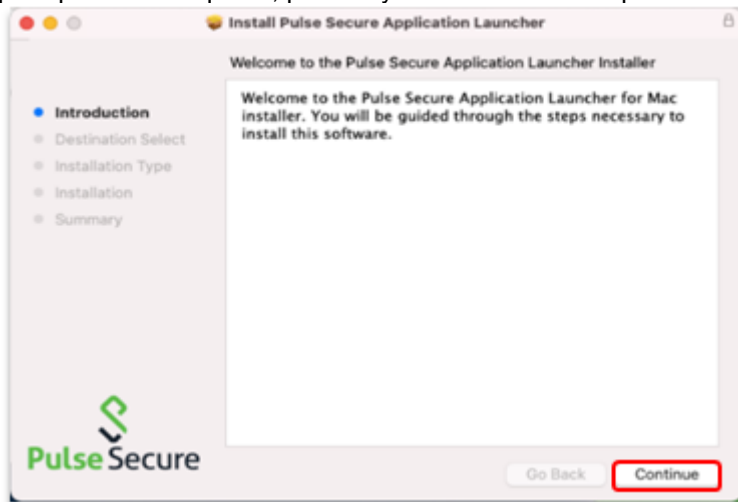 Install Pulse Secure Application Launcher
Welcome to the Pulse Secure Application Launcher Installer
Introduction
Destination Select
Installation Type
Installation
Summary
Welcome to the Pulse Secure Application Launcher for Mac
installer. You will be guided through the steps necessary to
install this software.
Pulse Secure
Go Back
Continue